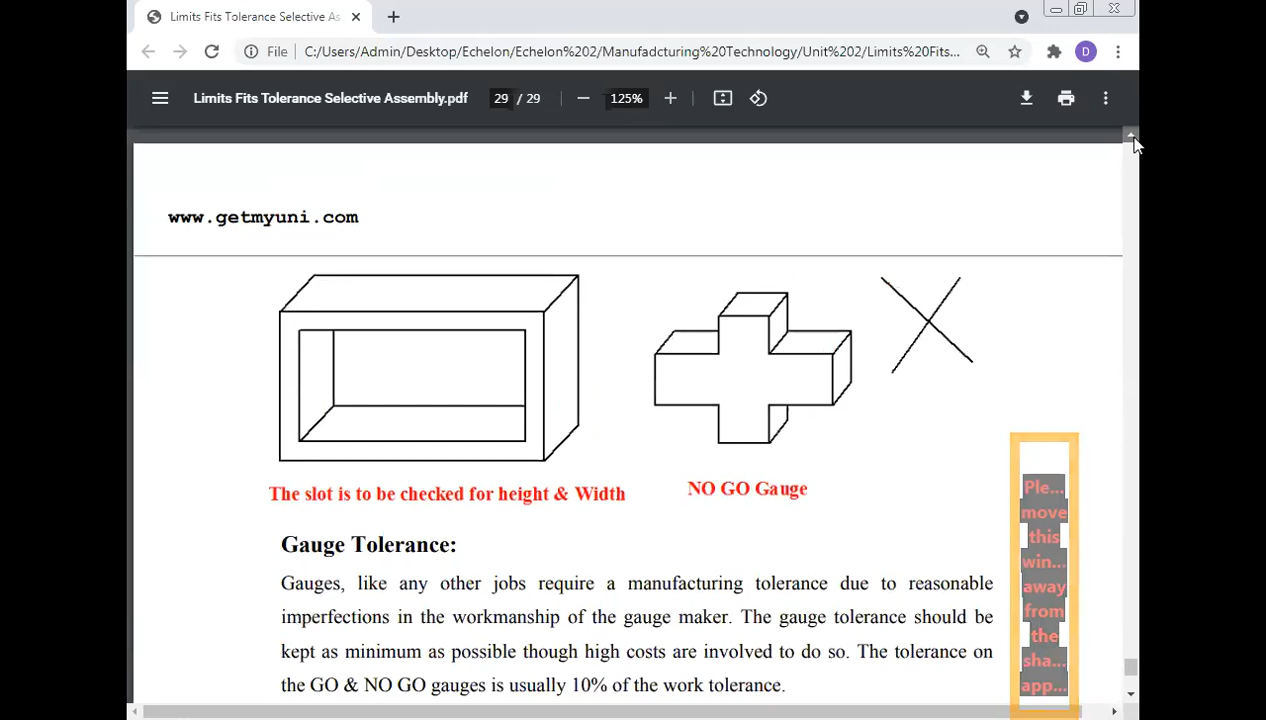 Limits Fits Tolerance Selective As
File C:/Users/Admin/Desktop/Echelon/Echelon%202/Manufadcturing%20Technology/Unit%202/Limits%20Fits...
D
Limits Fits Tolerance Selective Assembly.pdf 29 / 29 125%
www.getmyuni.com
The slot is to be checked for height & Width
NO GO Gauge
Gauge Tolerance:
Gauges, like any other jobs require a manufacturing tolerance due to reasonable
imperfections in the workmanship of the gauge maker. The gauge tolerance should be
kept as minimum as possible though high costs are involved to do so. The tolerance on
the GO & NO GO gauges is usually 10% of the work tolerance.
Ple...
move
this
win...
away
from
the
sha...
app...